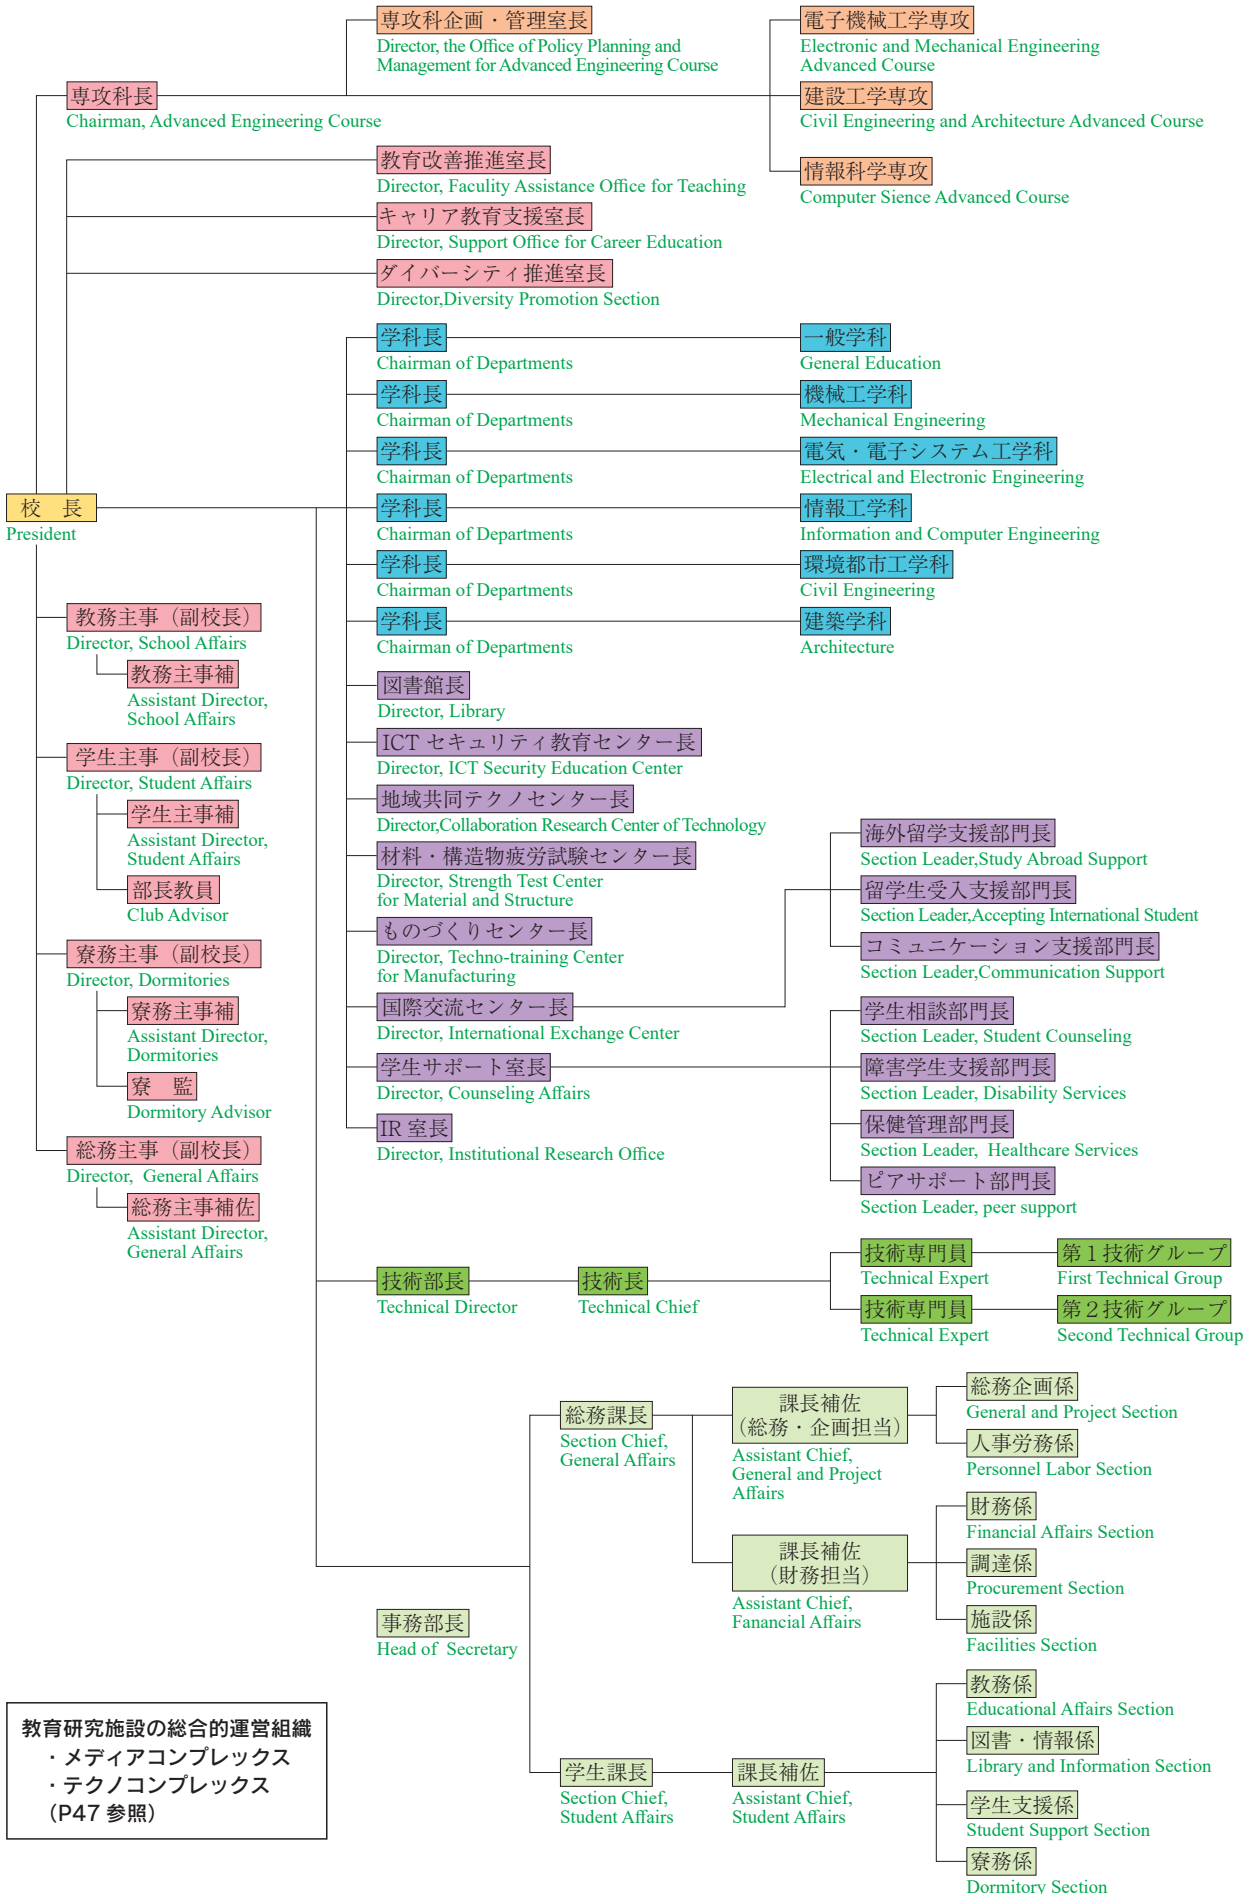 専攻科企画・管理室長
Director, the Office of Policy Planning and
Management for Advanced Engineering Course
電子機械工学専攻
Electronic and Mechanical Engineering
Advanced Course
専攻科長
Chairman, Advanced Engineering Course
建設工学専攻
Civil Engineering and Architecture Advanced Course
情報科学専攻
Computer Sience Advanced Course
教育改善推進室長
Director, Faculity Assistance Office for Teaching
キャリア教育支援室長
Director, Support Office for Career Education
ダイバーシティ推進室長
Director,Diversity Promotion Section
学科長
Chairman of Departments
一般学科
General Education
学科長
Chairman of Departments
機械工学科
Mechanical Engineering
学科長
Chairman of Departments
電気・電子システム工学科
Electrical and Electronic Engineering
校　長
President
学科長
Chairman of Departments
情報工学科
Information and Computer Engineering
学科長
Chairman of Departments
環境都市工学科
Civil Engineering
学科長
Chairman of Departments
建築学科
Architecture
教務主事（副校長）
Director, School Affairs
教務主事補
Assistant Director,
School Affairs
学生主事（副校長）
Director, Student Affairs
学生主事補
Assistant Director,
Student Affairs
部長教員
Club Advisor
寮務主事（副校長）
Director, Dormitories
寮務主事補
Assistant Director,
Dormitories
寮　監
Dormitory Advisor
総務主事（副校長）
Director, General Affairs
総務主事補佐
Assistant Director,
General Affairs
図書館長
Director, Library
ICT セキュリティ教育センター長
Director, ICT Security Education Center
地域共同テクノセンター長
Director,Collaboration Research Center of Technology
材料・構造物疲労試験センター長
Director, Strength Test Center
for Material and Structure
ものづくりセンター長
Director, Techno-training Center
for Manufacturing
国際交流センター長
Director, International Exchange Center
学生サポート室長
Director, Counseling Affairs
IR 室長
Director, Institutional Research Office
海外留学支援部門長
Section Leader,Study Abroad Support
留学生受入支援部門長
Section Leader,Accepting International Student
コミュニケーション支援部門長
Section Leader,Communication Support
学生相談部門長
Section Leader, Student Counseling
障害学生支援部門長
Section Leader, Disability Services
保健管理部門長
Section Leader, Healthcare Services
ピアサポート部門長
Section Leader, peer support
技術部長
Technical Director
技術長
Technical Chief
技術専門員
Technical Expert
第１技術グループ
First Technical Group
技術専門員
Technical Expert
第２技術グループ
Second Technical Group
事務部長
Head of Secretary
総務課長
Section Chief,
General Affairs
課長補佐
（総務・企画担当）
Assistant Chief,
General and Project
Affairs
総務企画係
General and Project Section
人事労務係
Personnel Labor Section
課長補佐
（財務担当）
Assistant Chief,
Fanancial Affairs
財務係
Financial Affairs Section
調達係
Procurement Section
施設係
Facilities Section
学生課長
Section Chief,
Student Affairs
課長補佐
Assistant Chief,
Student Affairs
教務係
Educational Affairs Section
図書・情報係
Library and Information Section
学生支援係
Student Support Section
寮務係
Dormitory Section
教育研究施設の総合的運営組織
・メディアコンプレックス
・テクノコンプレックス
（P47 参照）